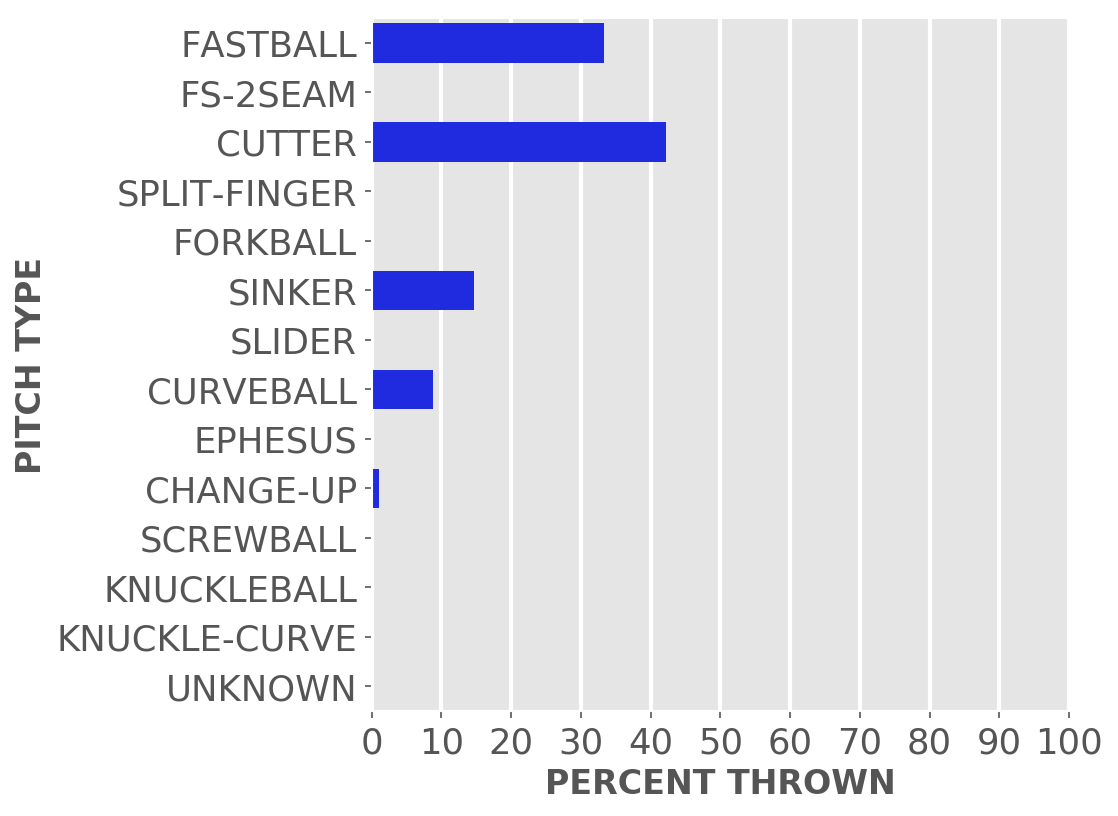 FASTBALL
FS-2SEAM
CUTTER
SPLIT-FINGER
FORKBALL
SINKER
SLIDER
CURVEBALL
EPHESUS
CHANGE-UP
SCREWBALL
KNUCKLEBALL
KNUCKLE-CURVE
UNKNOWN
PITCH TYPE
0 10 20 30 40 50 60 70 80 90 100
PERCENT THROWN